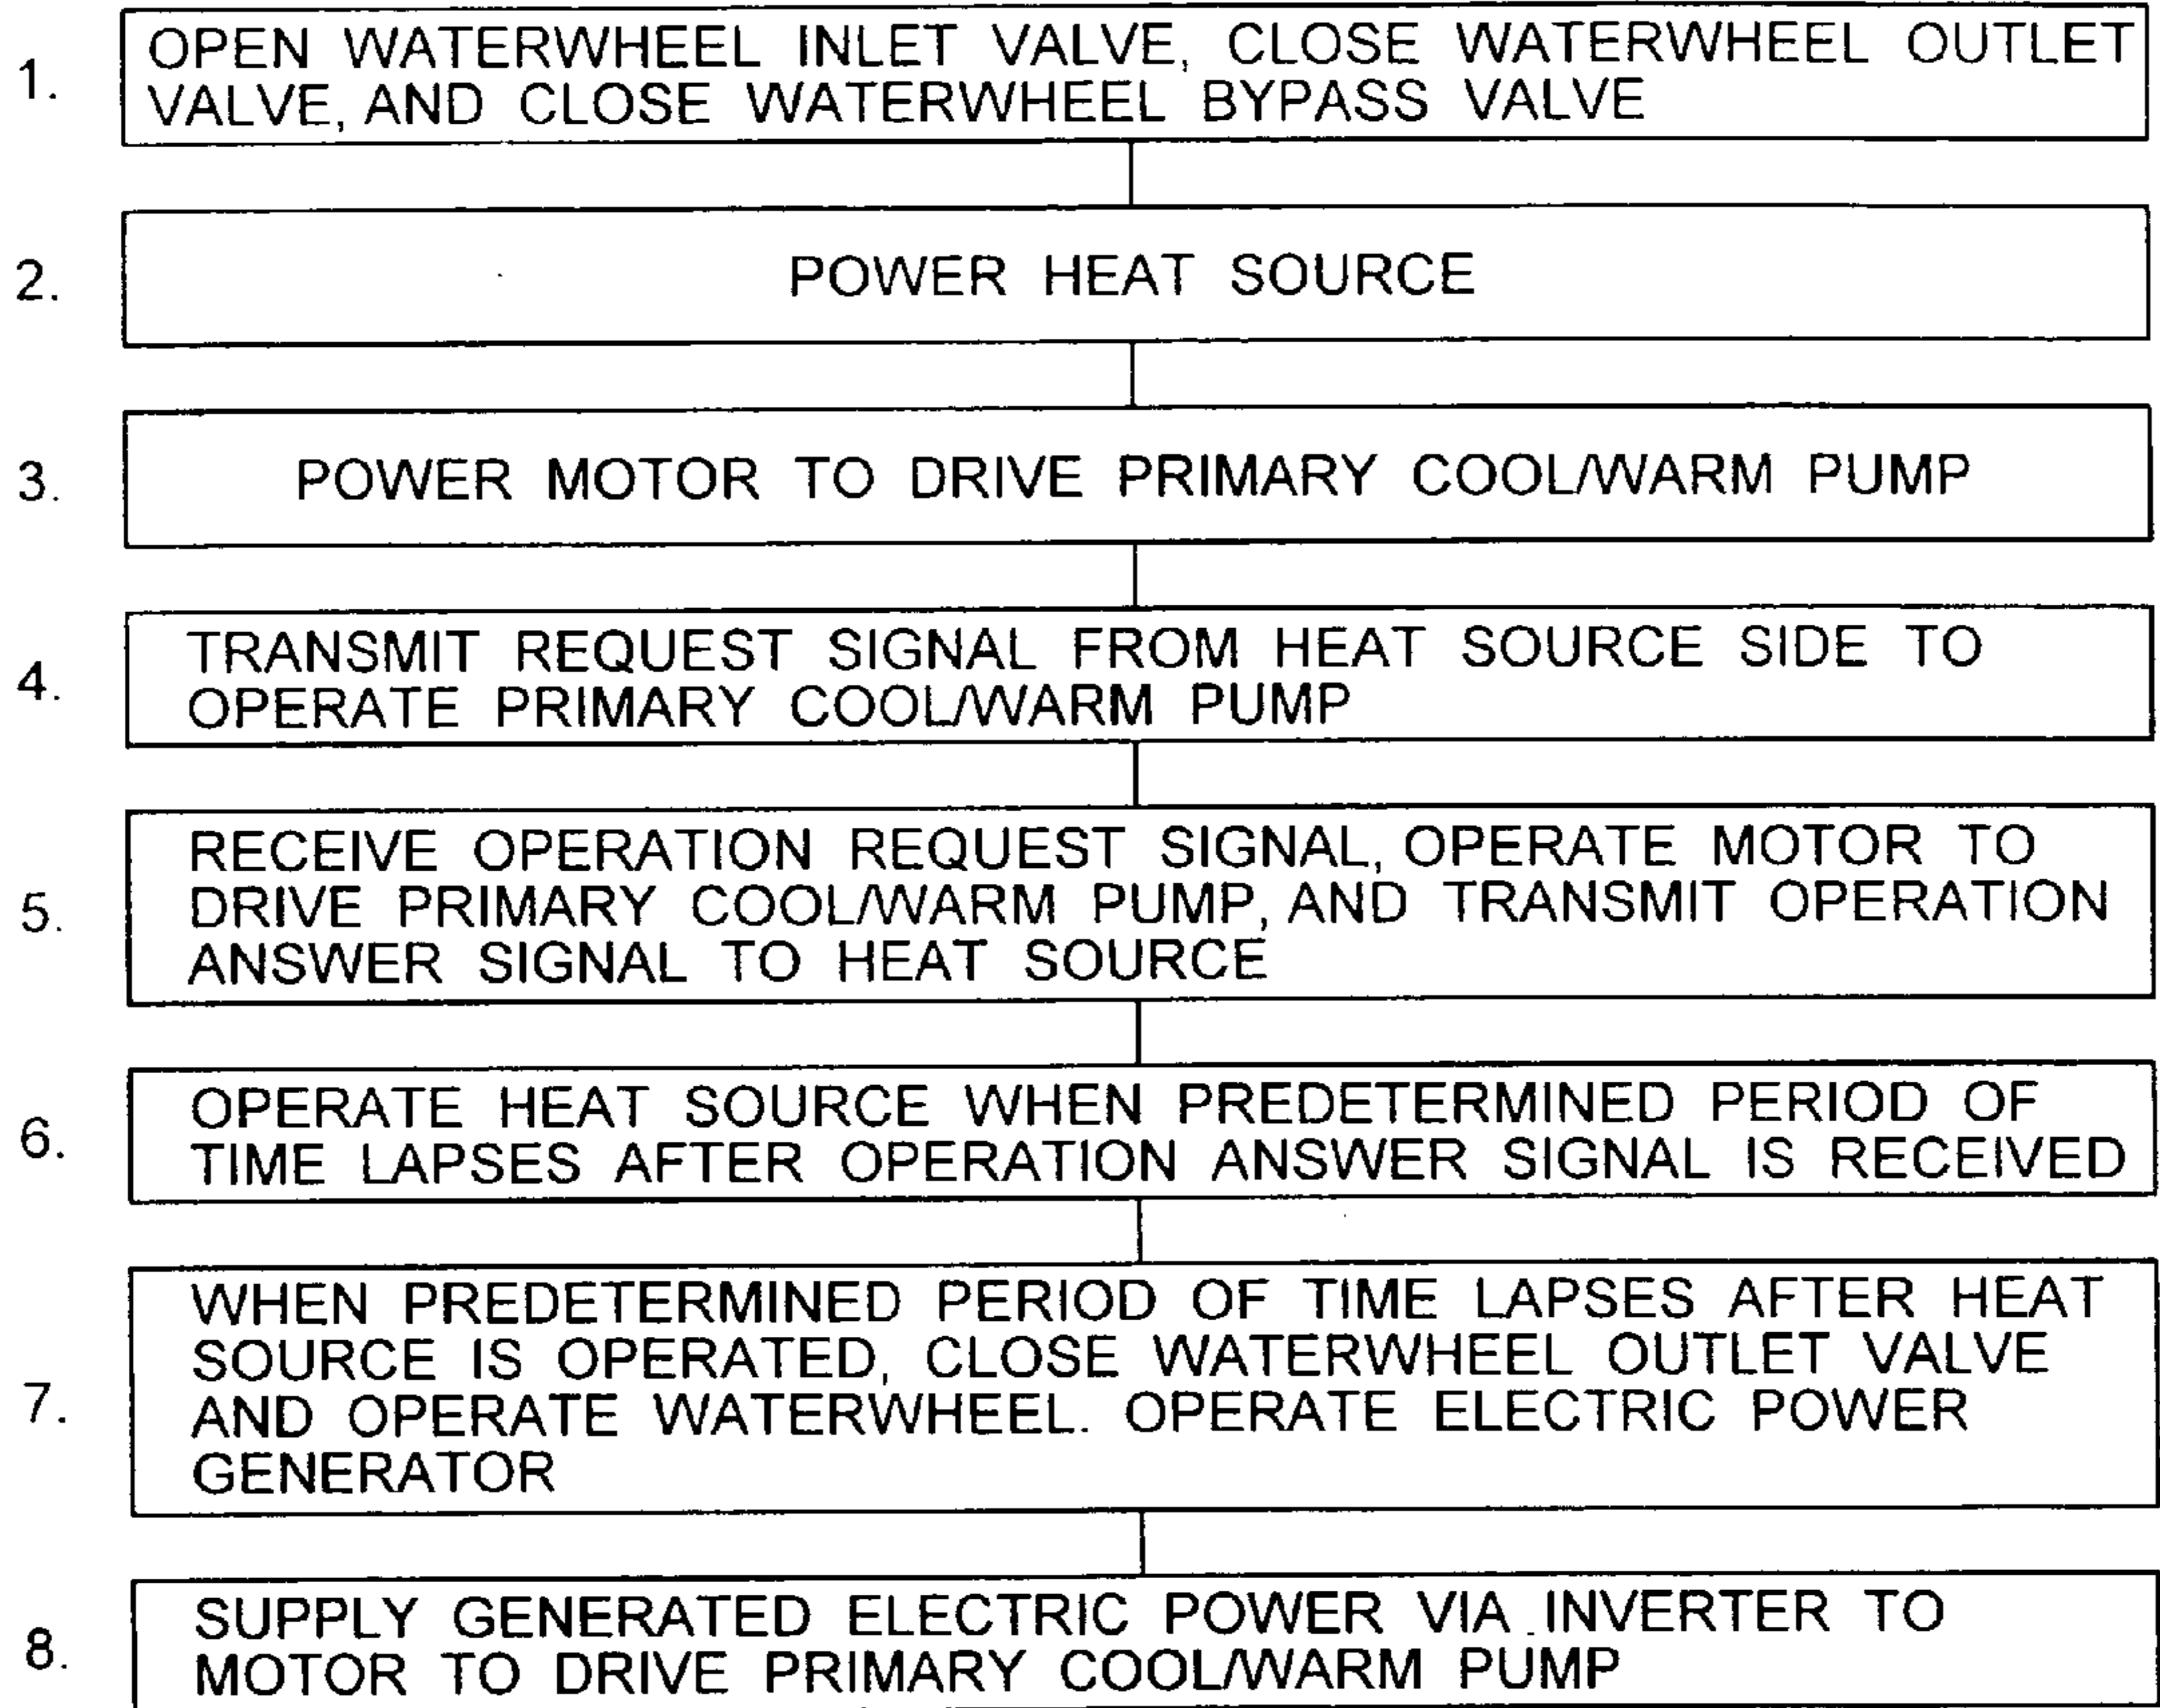 1. OPEN WATERWHEEL INLET VALVE, CLOSE WATERWHEEL OUTLET
VALVE, AND CLOSE WATERWHEEL BYPASS VALVE
2. POWER HEAT SOURCE
3. POWER MOTOR TO DRIVE PRIMARY COOL/WARM PUMP
4. TRANSMIT REQUEST SIGNAL FROM HEAT SOURCE SIDE TO
OPERATE PRIMARY COOL/WARM PUMP
5. RECEIVE OPERATION REQUEST SIGNAL, OPERATE MOTOR TO
DRIVE PRIMARY COOL/WARM PUMP, AND TRANSMIT OPERATION
ANSWER SIGNAL TO HEAT SOURCE
6. OPERATE HEAT SOURCE WHEN PREDETERMINED PERIOD OF
TIME LAPSES AFTER OPERATION ANSWER SIGNAL IS RECEIVED
7. WHEN PREDETERMINED PERIOD OF TIME LAPSES AFTER HEAT
SOURCE IS OPERATED, CLOSE WATERWHEEL OUTLET VALVE
AND OPERATE WATERWHEEL. OPERATE ELECTRIC POWER
GENERATOR
8. SUPPLY GENERATED ELECTRIC POWER VIA INVERTER TO
MOTOR TO DRIVE PRIMARY COOL/WARM PUMP